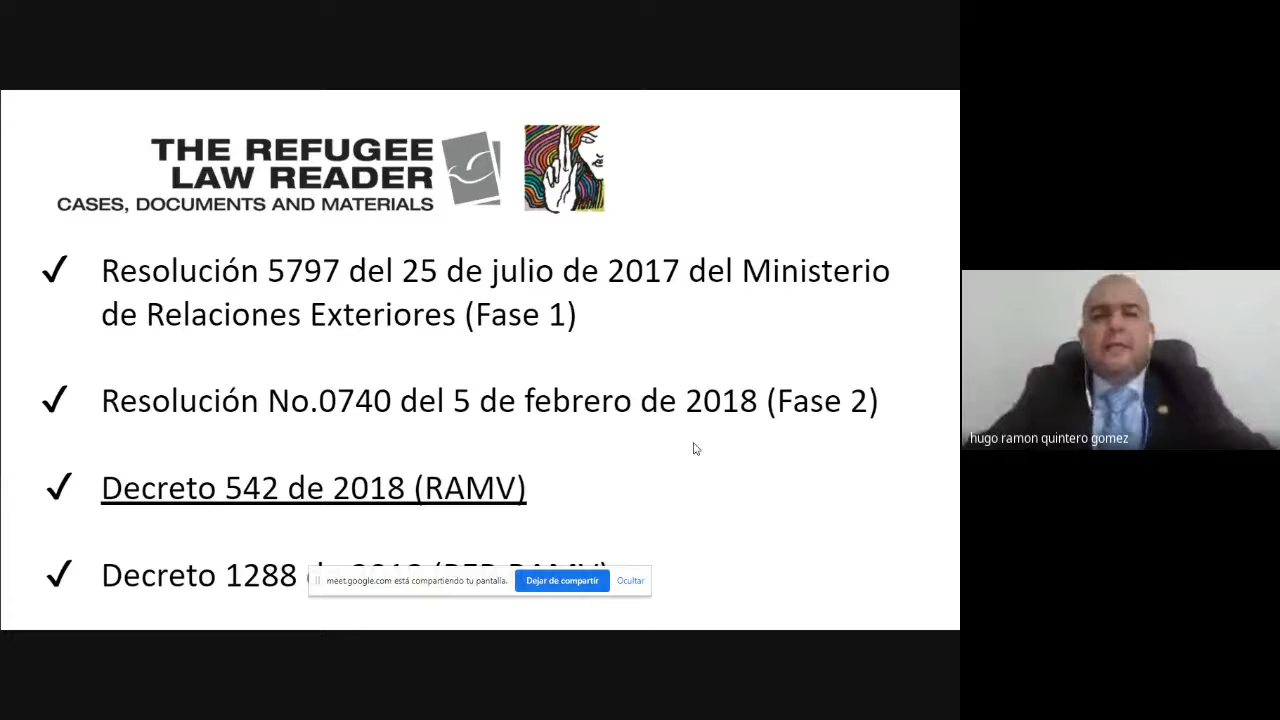 THE REFUGEE
LAW READER
CASES, DOCUMENTS AND MATERIALS
Resolución 5797 del 25 de julio de 2017 del Ministerio
de Relaciones Exteriores (Fase 1)
Resolución No.0740 del 5 de febrero de 2018 (Fase 2)
Decreto 542 de 2018 (RAMV)
Decreto 1288
meet.google.com está compartiendo tu pantalla.
Dejar de compartir
Ocultar
hugo ramon quintero gomez